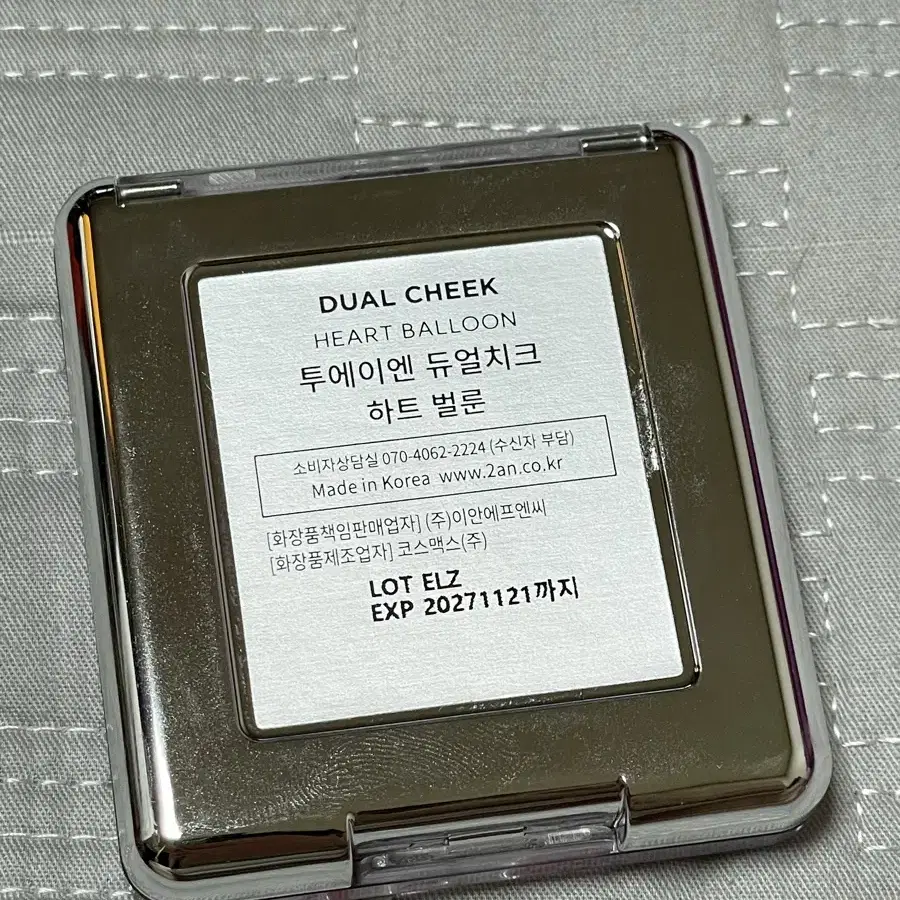 DUAL CHEEK
HEART BALLOON
투에이엔 듀얼치크
하트 벌룬
소비자상담실 070-4062-2224 (수신자 부담)
Made in Korea www.2an.co.kr
[화장품책임판매업자] (주)이안에프엔씨
[화장품제조업자] 코스맥스(주)
LOT ELZ
EXP 20271121까지